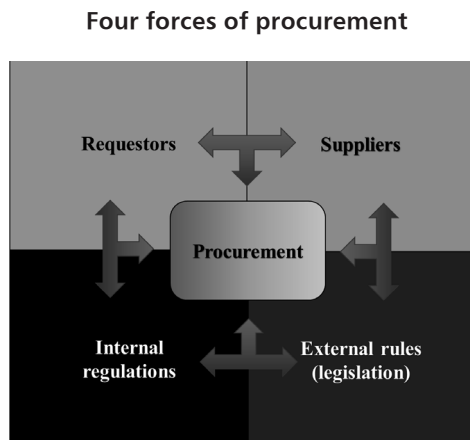 Four forces of procurement
Requestors
Suppliers
Procurement
Internal
regulations
External rules
(legislation)